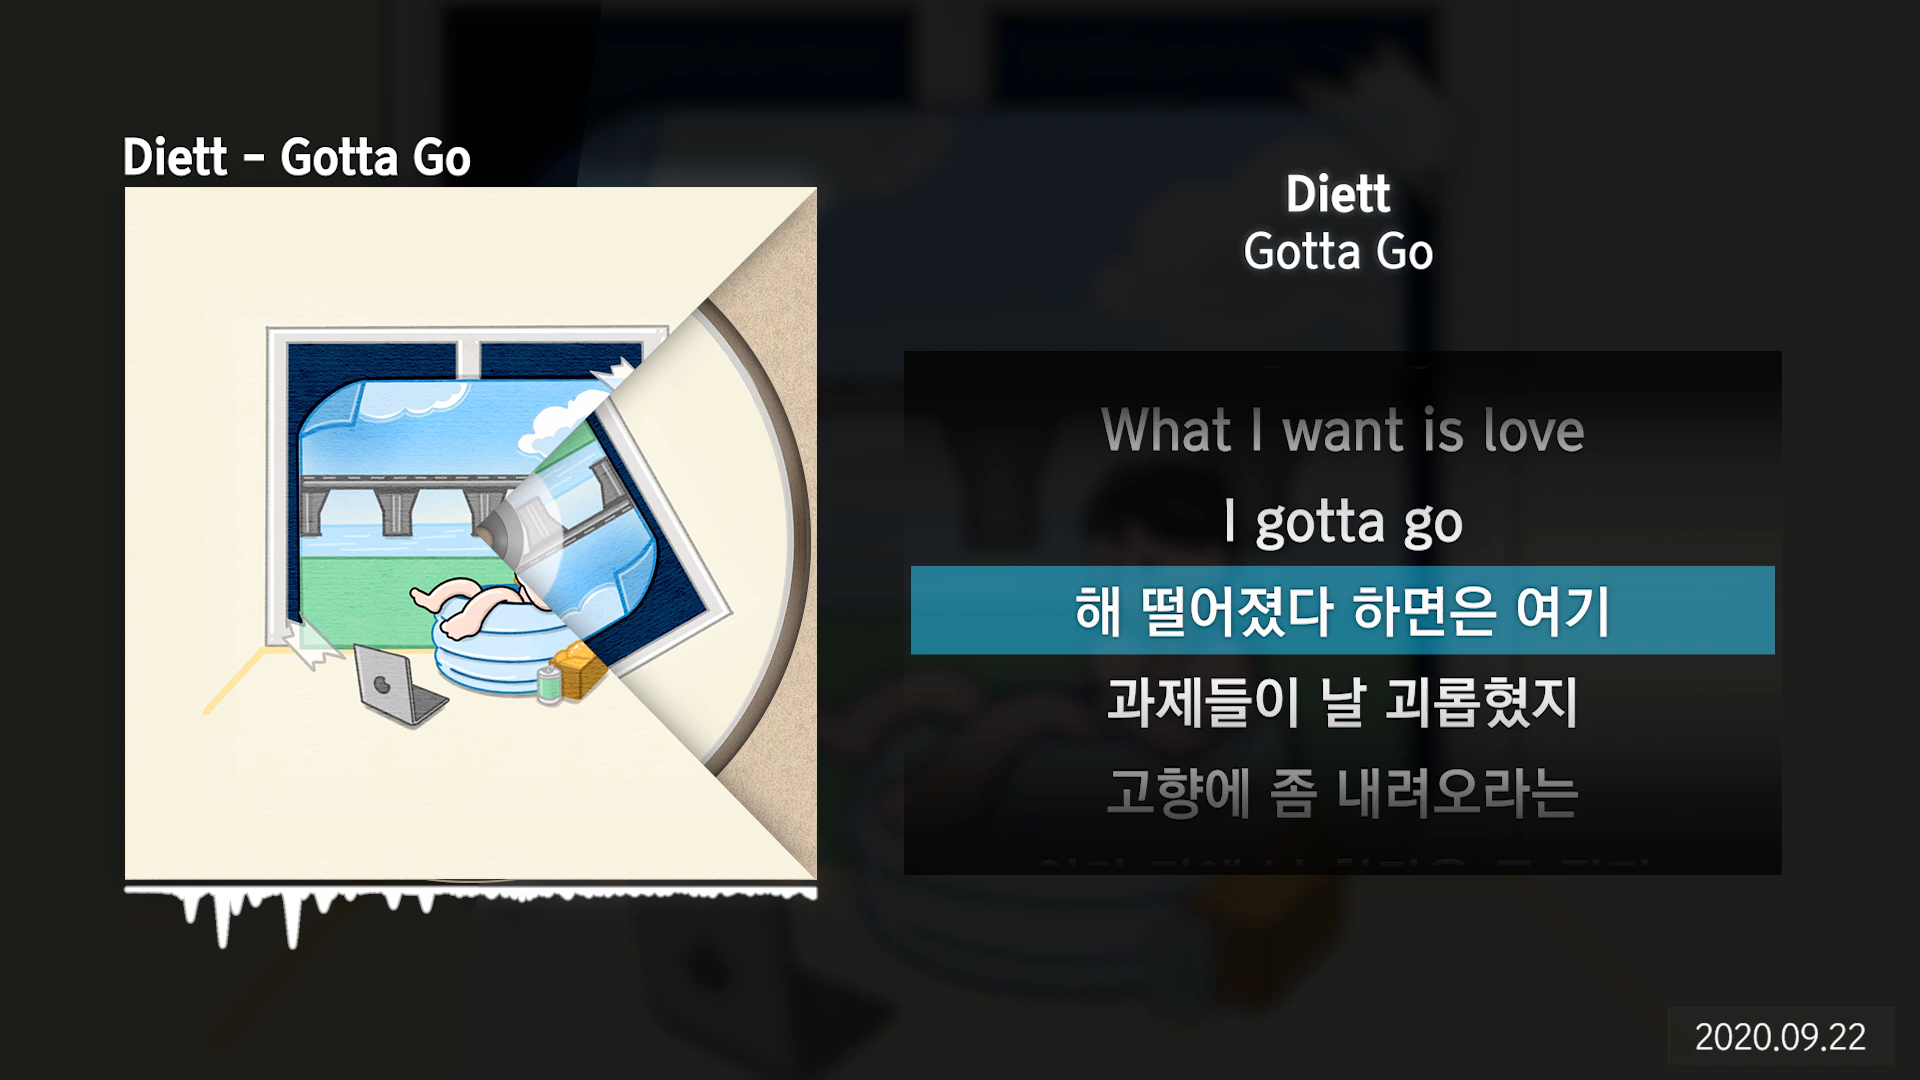 Diett - Gotta Go
Diett
Gotta Go
What I want is love
I gotta go
해 떨어졌다 하면은 여기
과제들이 날 괴롭혔지
고향에 좀 내려오라는
2020.09.22